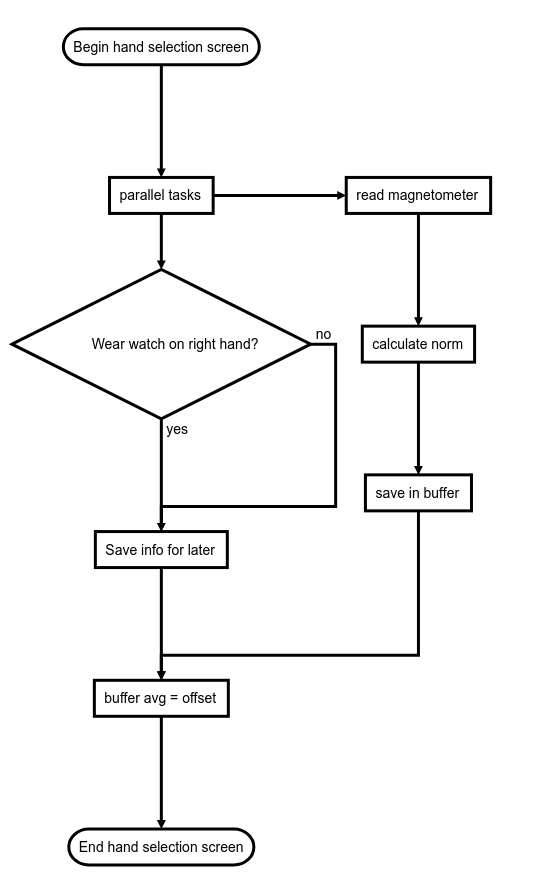 Begin hand selection screen
parallel tasks
read magnetometer
Wear watch on right hand?
no
calculate norm
yes
save in buffer
Save info for later
buffer avg = offset
End hand selection screen